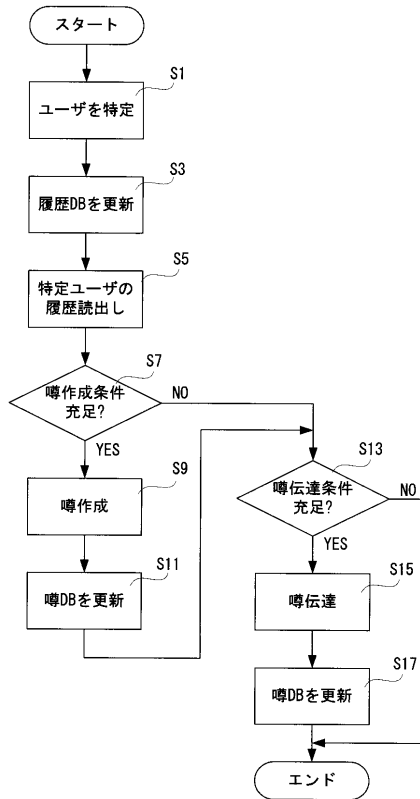 スタート
S1
ユーザを特定
S3
履歴DBを更新
S5
特定ユーザの
履歴読出し
S7
噂作成条件
充足?
NO
YES
S9
噂作成
S11
噂DBを更新
S13
噂伝達条件
充足?
NO
YES
S15
噂伝達
S17
噂DBを更新
エンド